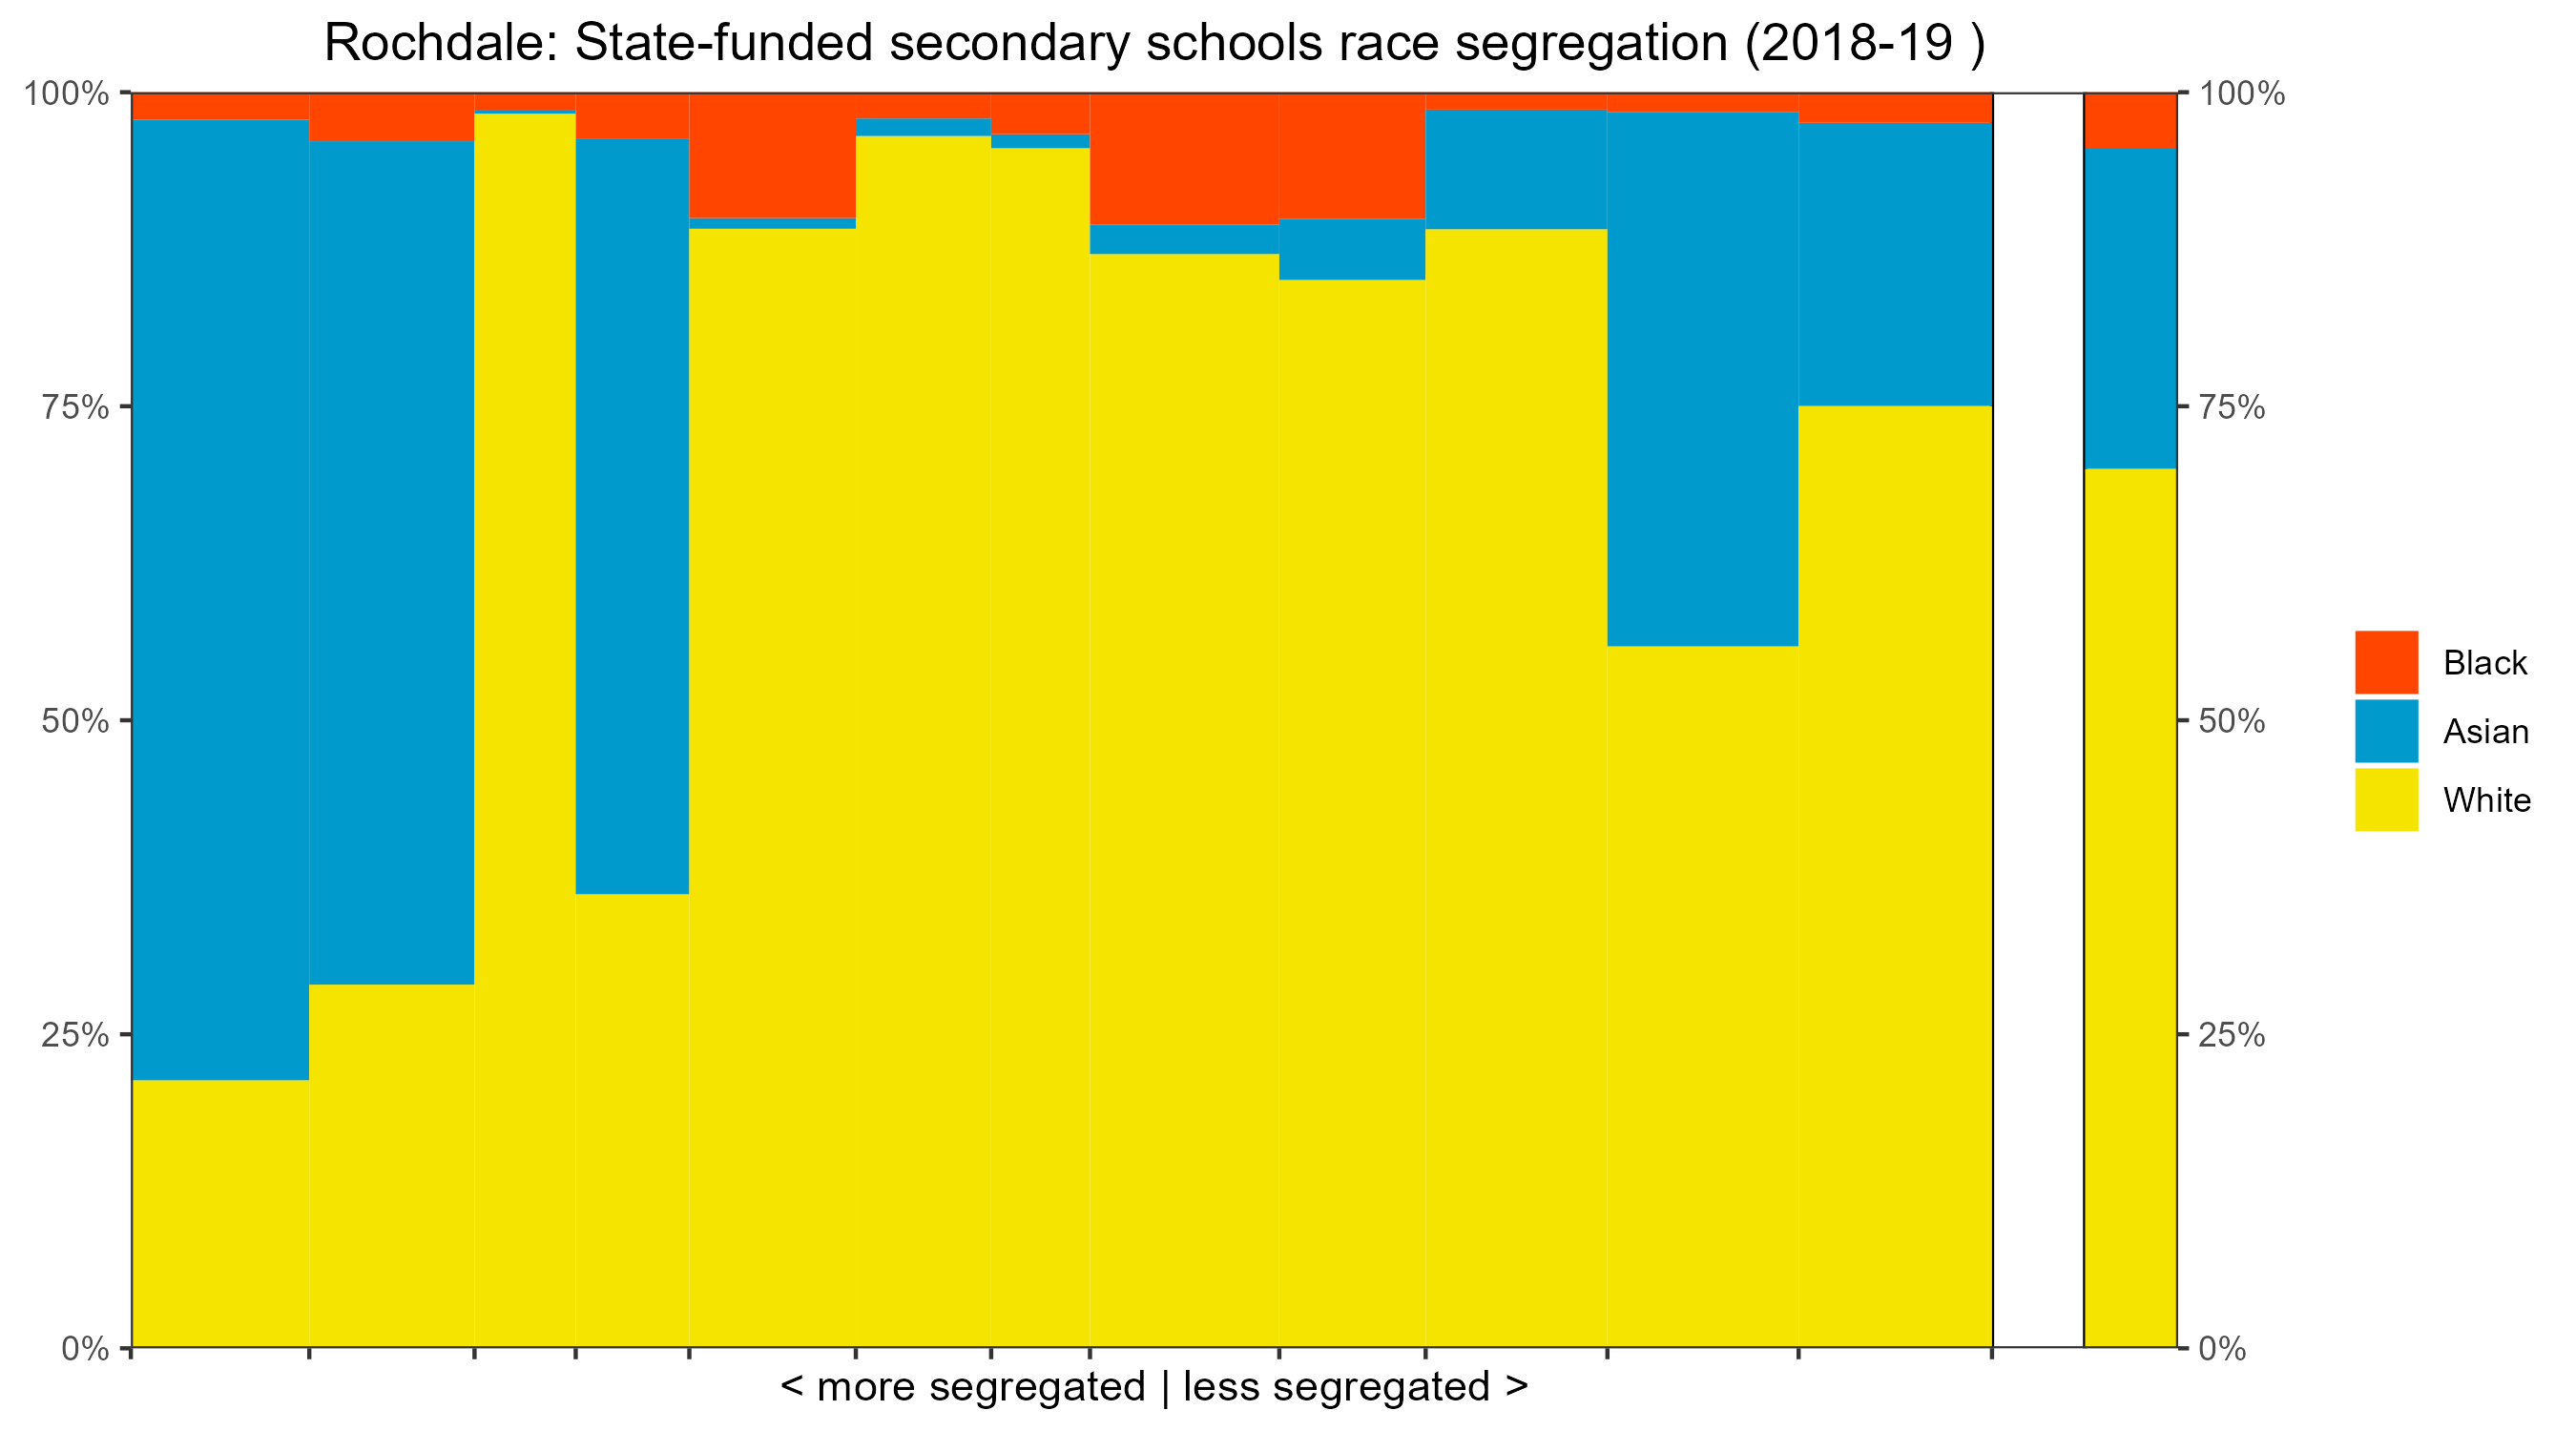 Rochdale: State-funded secondary schools race segregation (2018-19 )
100%
75%
50%
25%
0%
100%
75%
50%
25%
0%
Black
Asian
White
< more segregated | less segregated >